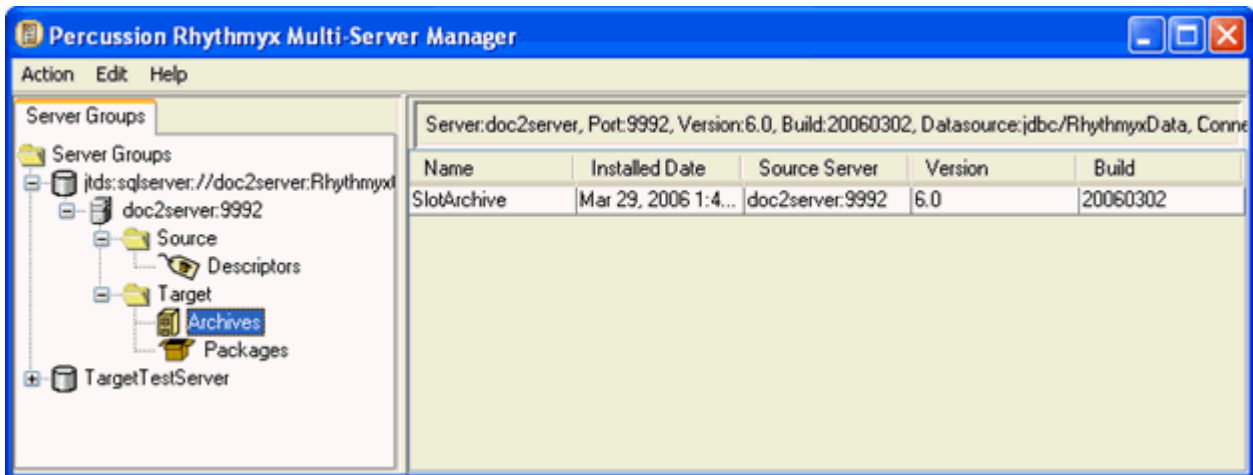 Percussion Rhythmyx Multi-Server Manager
Action Edit Help
Server Groups
Server Groups
jtds:sqlserver://doc2server:Rhythmyx
doc2server:9992
Source
Descriptors
Target
Archives
Packages
TargetTestServer
Server:doc2server, Port:9992, Version:6.0, Build:20060302, Datasource:jdbc/RhythmyxData, Conne
Name Installed Date Source Server Version Build
SlotArchive Mar 29, 2006 1:4... doc2server:9992 6.0 20060302